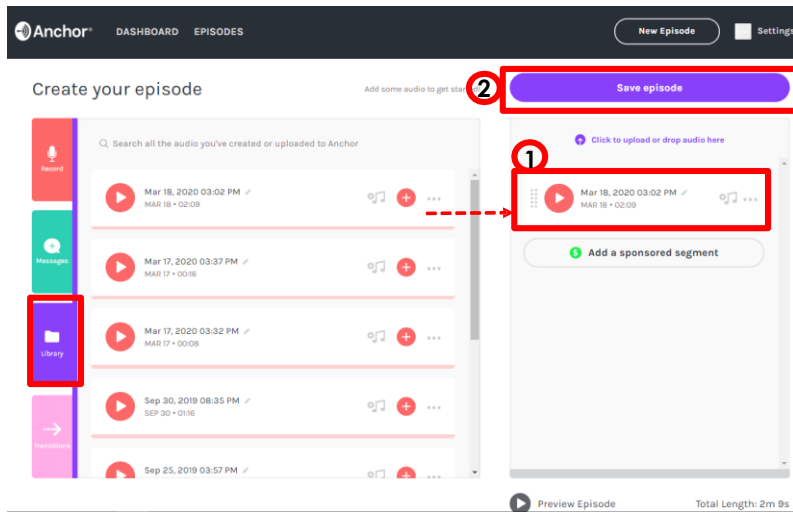 Anchor
DASHBOARD EPISODES
New Episode
Settings
Create your episode
Add some audio to get started
2
Save episode
Record
Messages
Library
Transitions
Search all the audio you've created or uploaded to Anchor
Mar 18, 2020 03:02 PM
MAR 18 • 02:09
Mar 17, 2020 03:37 PM
MAR 17 • 00:16
Mar 17, 2020 03:32 PM
MAR 17 • 00:08
Sep 30, 2019 08:35 PM
SEP 30 • 01:16
Sep 25, 2019 03:57 PM
Click to upload or drop audio here
1
Mar 18, 2020 03:02 PM
MAR 18 • 02:09
Add a sponsored segment
Preview Episode
Total Length: 2m 9s